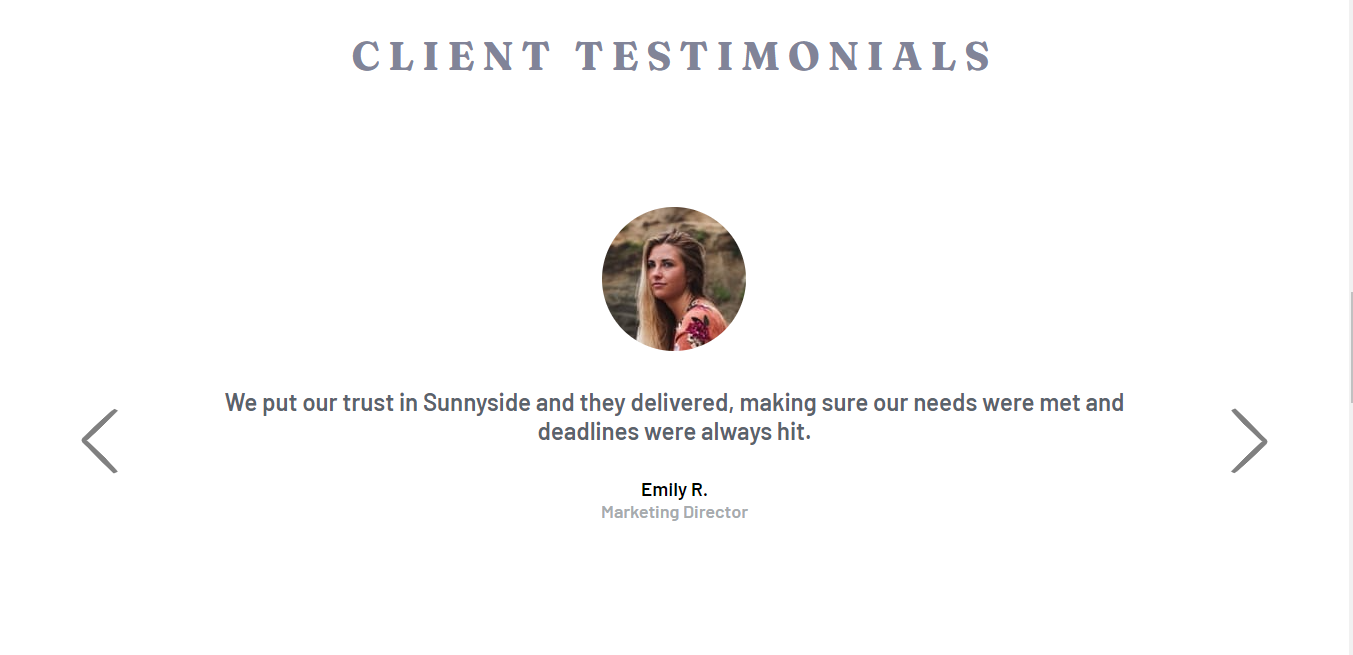 CLIENT TESTIMONIALS
We put our trust in Sunnyside and they delivered, making sure our needs were met and
deadlines were always hit.
Emily R.
Marketing Director